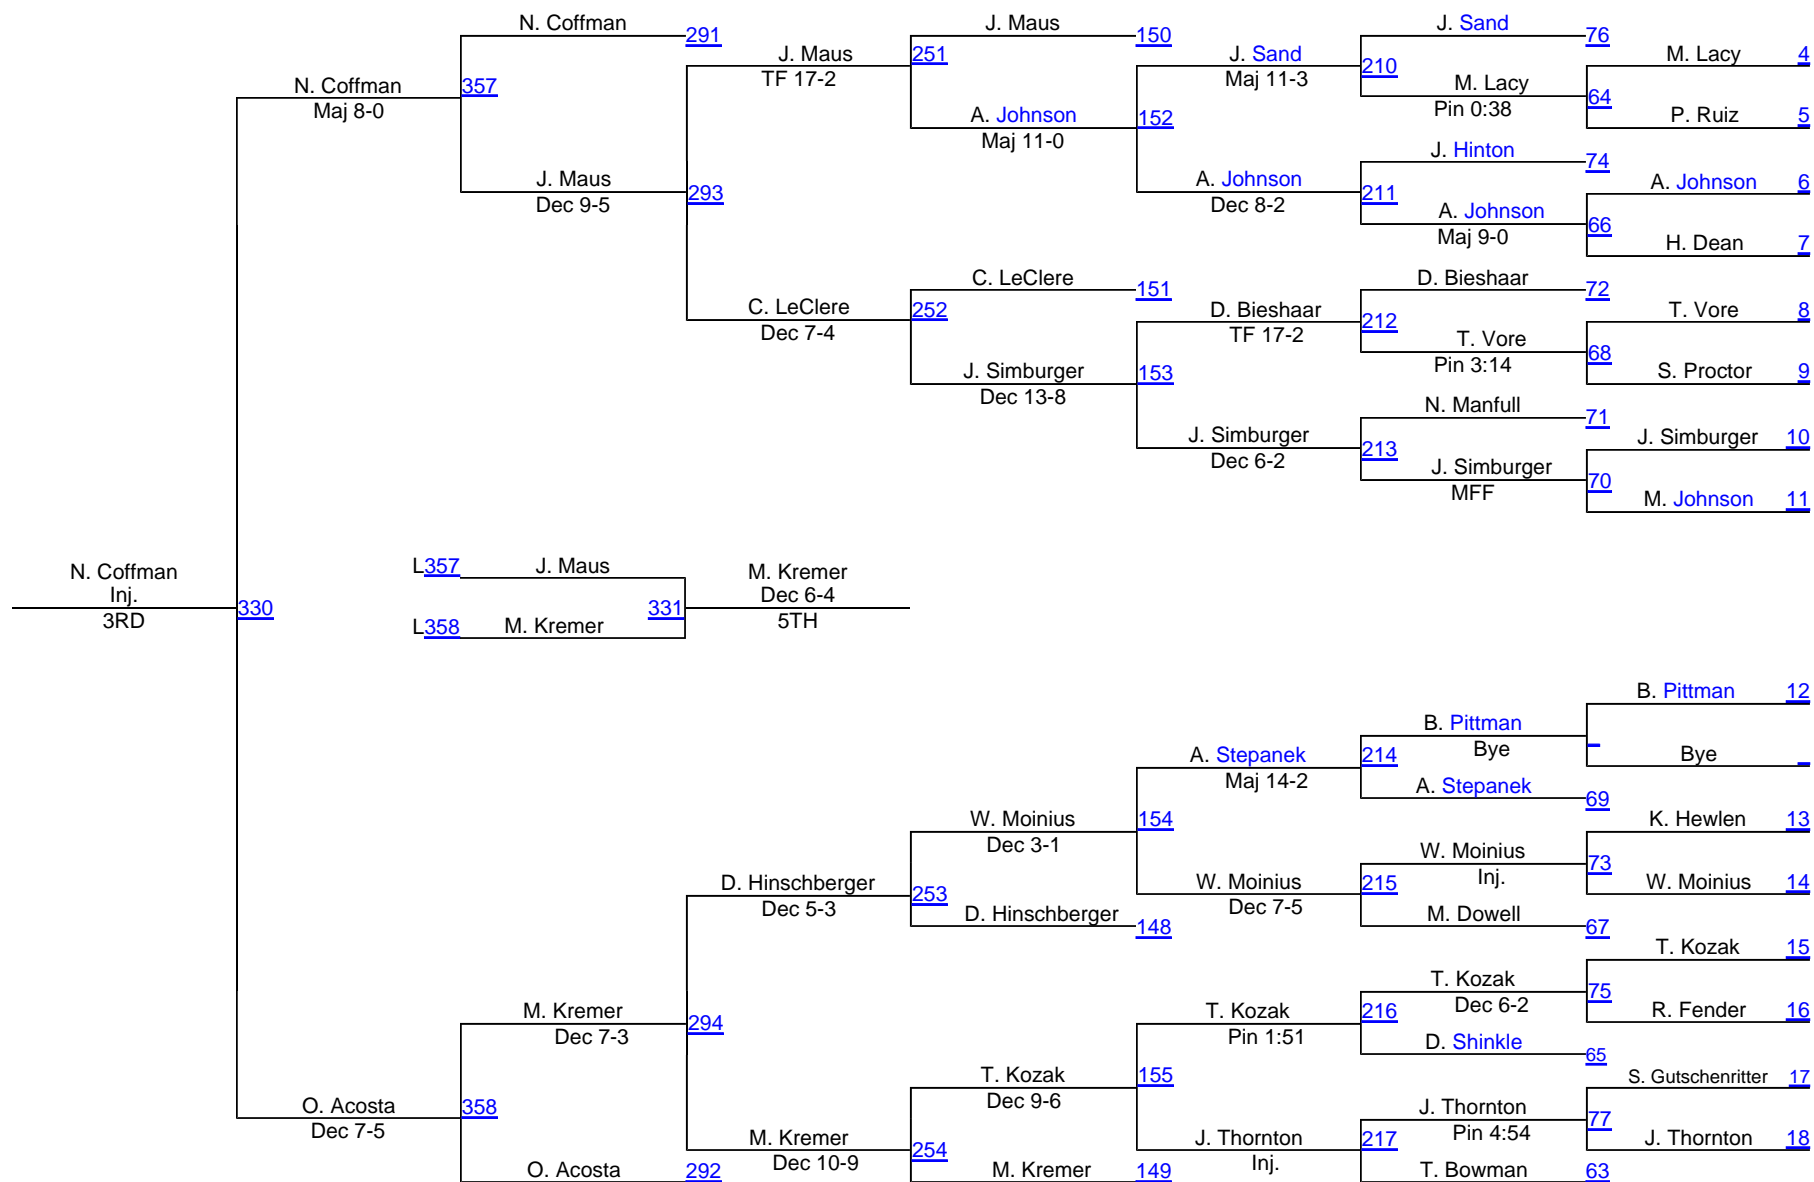 N. Coffman
291
J. Maus
150
J. Sand
76
M. Lacy
4
357
N. Coffman
Maj 8-0
J. Maus
TF 17-2
251
J. Sand
Maj 11-3
210
M. Lacy
Pin 0:38
64
P. Ruiz
5
A. Johnson
Maj 11-0
152
J. Hinton
74
A. Johnson
6
J. Maus
Dec 9-5
293
A. Johnson
Dec 8-2
211
A. Johnson
Maj 9-0
66
H. Dean
7
C. LeClere
151
D. Bieshaar
72
T. Vore
8
C. LeClere
Dec 7-4
252
D. Bieshaar
TF 17-2
212
T. Vore
Pin 3:14
68
S. Proctor
9
J. Simburger
Dec 13-8
153
N. Manfull
71
J. Simburger
10
J. Simburger
Dec 6-2
213
J. Simburger
MFF
70
M. Johnson
11
N. Coffman
Inj.
3RD
330
L357
J. Maus
331
M. Kremer
Dec 6-4
5TH
L358
M. Kremer
B. Pittman
12
B. Pittman
Bye
Bye
A. Stepanek
Maj 14-2
214
A. Stepanek
69
K. Hewlen
13
W. Moinius
Dec 3-1
154
W. Moinius
Inj.
73
W. Moinius
14
D. Hinschberger
Dec 5-3
253
W. Moinius
Dec 7-5
215
D. Hinschberger
148
M. Dowell
67
T. Kozak
15
M. Kremer
Dec 7-3
294
T. Kozak
Pin 1:51
216
T. Kozak
Dec 6-2
75
R. Fender
16
D. Shinkle
65
S. Gutschenritter
17
O. Acosta
Dec 7-5
358
T. Kozak
Dec 9-6
155
J. Thornton
Pin 4:54
77
J. Thornton
18
M. Kremer
Dec 10-9
254
J. Thornton
Inj.
217
O. Acosta
292
M. Kremer
149
T. Bowman
63